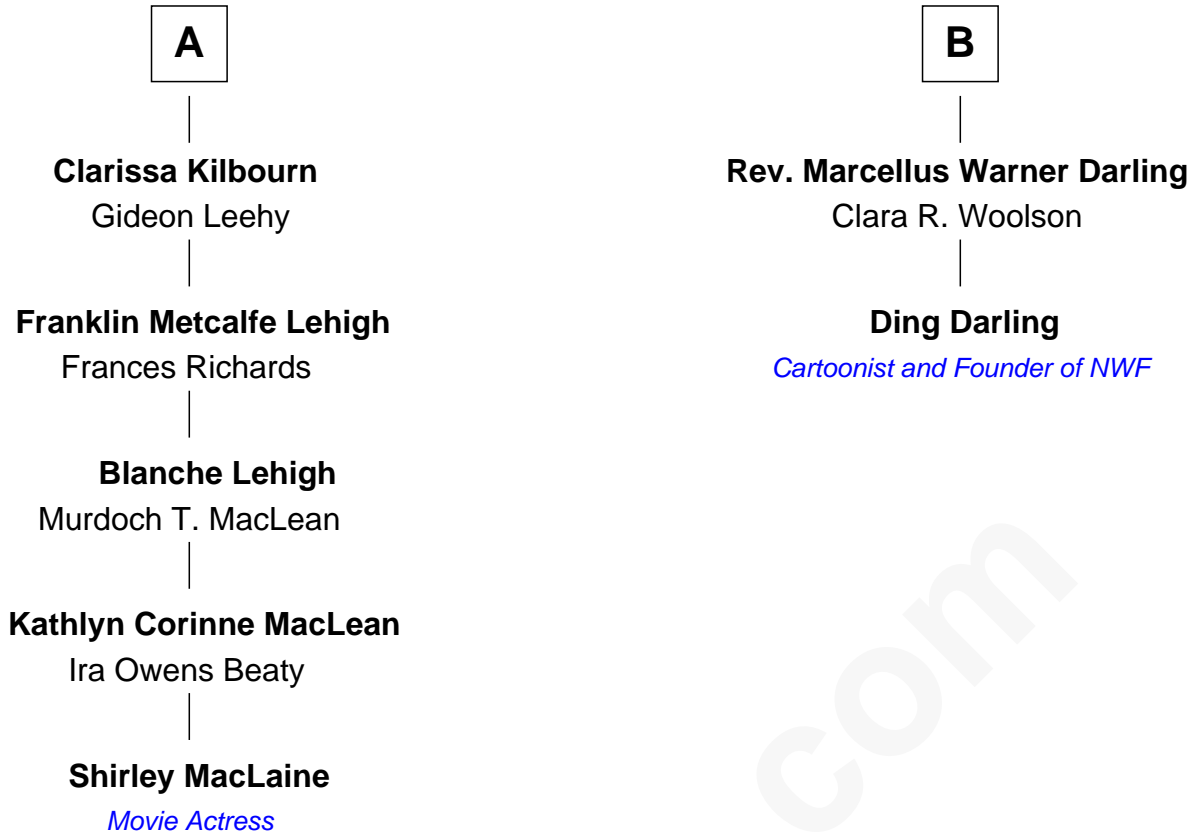 A
B
Clarissa Kilbourn
Gideon Leehy
Rev. Marcellus Warner Darling
Clara R. Woolson
Franklin Metcalfe Lehigh
Frances Richards
Ding Darling
Cartoonist and Founder of NWF
Blanche Lehigh
Murdoch T. MacLean
Kathlyn Corinne MacLean
Ira Owens Beaty
Shirley MacLaine
Movie Actress
com